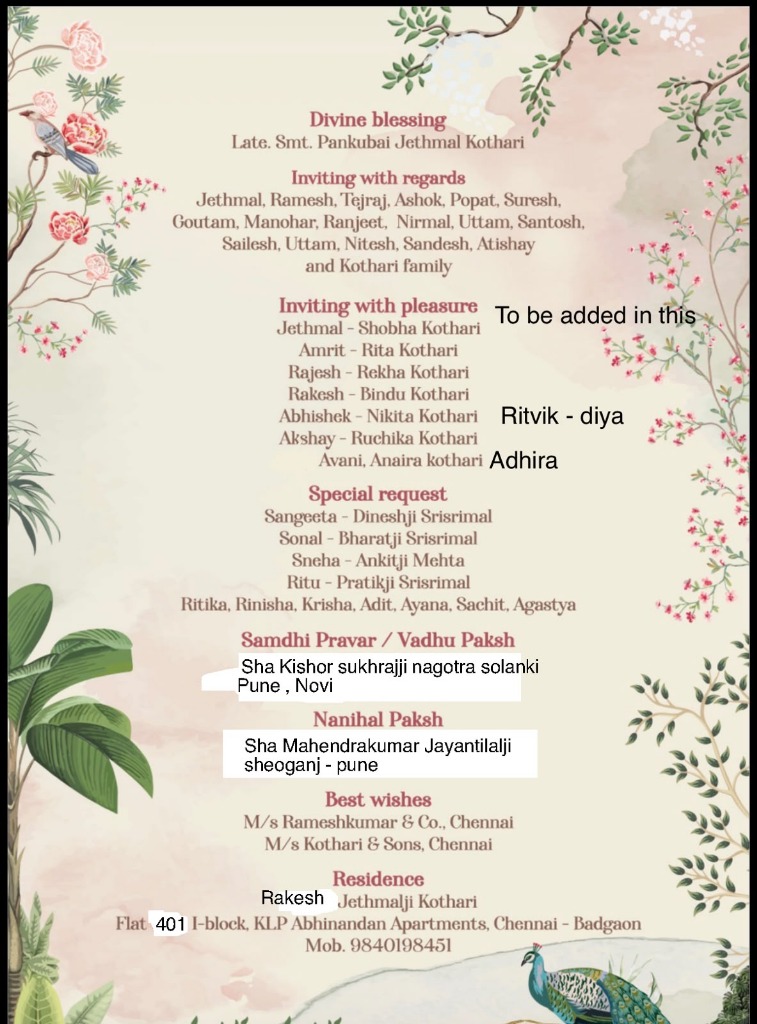 Divine blessing
Late. Smt. Pankubai Jethmal Kothari
Inviting with regards
Jethmal, Ramesh, Tejraj, Ashok, Popat, Suresh,
Goutam, Manohar, Ranjeet, Nirmal, Uttam, Santosh,
Sailesh, Uttam, Nitesh, Sandesh, Atishay
and Kothari family
Inviting with pleasure To be added in this
Jethmal - Shobha Kothari
Amrit - Rita Kothari
Rajesh - Rekha Kothari
Rakesh - Bindu Kothari
Abhishek - Nikita Kothari Ritvik - diya
Akshay - Ruchika Kothari
Avani, Anaira kothari Adhira
Special request
Sangeeta - Dineshji Srisrimal
Sonal - Bharatji Srisrimal
Sneha - Ankitji Mehta
Ritu - Pratikji Srisrimal
Ritika, Rinisha, Krisha, Adit, Ayana, Sachit, Agastya
Samdhi Pravar / Vadhu Paksh
Sha Kishor sukhrajji nagotra solanki
Pune , Novi
Nanihal Paksh
Sha Mahendrakumar Jayantilalji
sheoganj - pune
Best wishes
M/s Rameshkumar & Co., Chennai
M/s Kothari & Sons, Chennai
Residence
Rakesh Jethmalji Kothari
Flat 401 I-block, KLP Abhinandan Apartments, Chennai - Badgaon
Mob. 9840198451